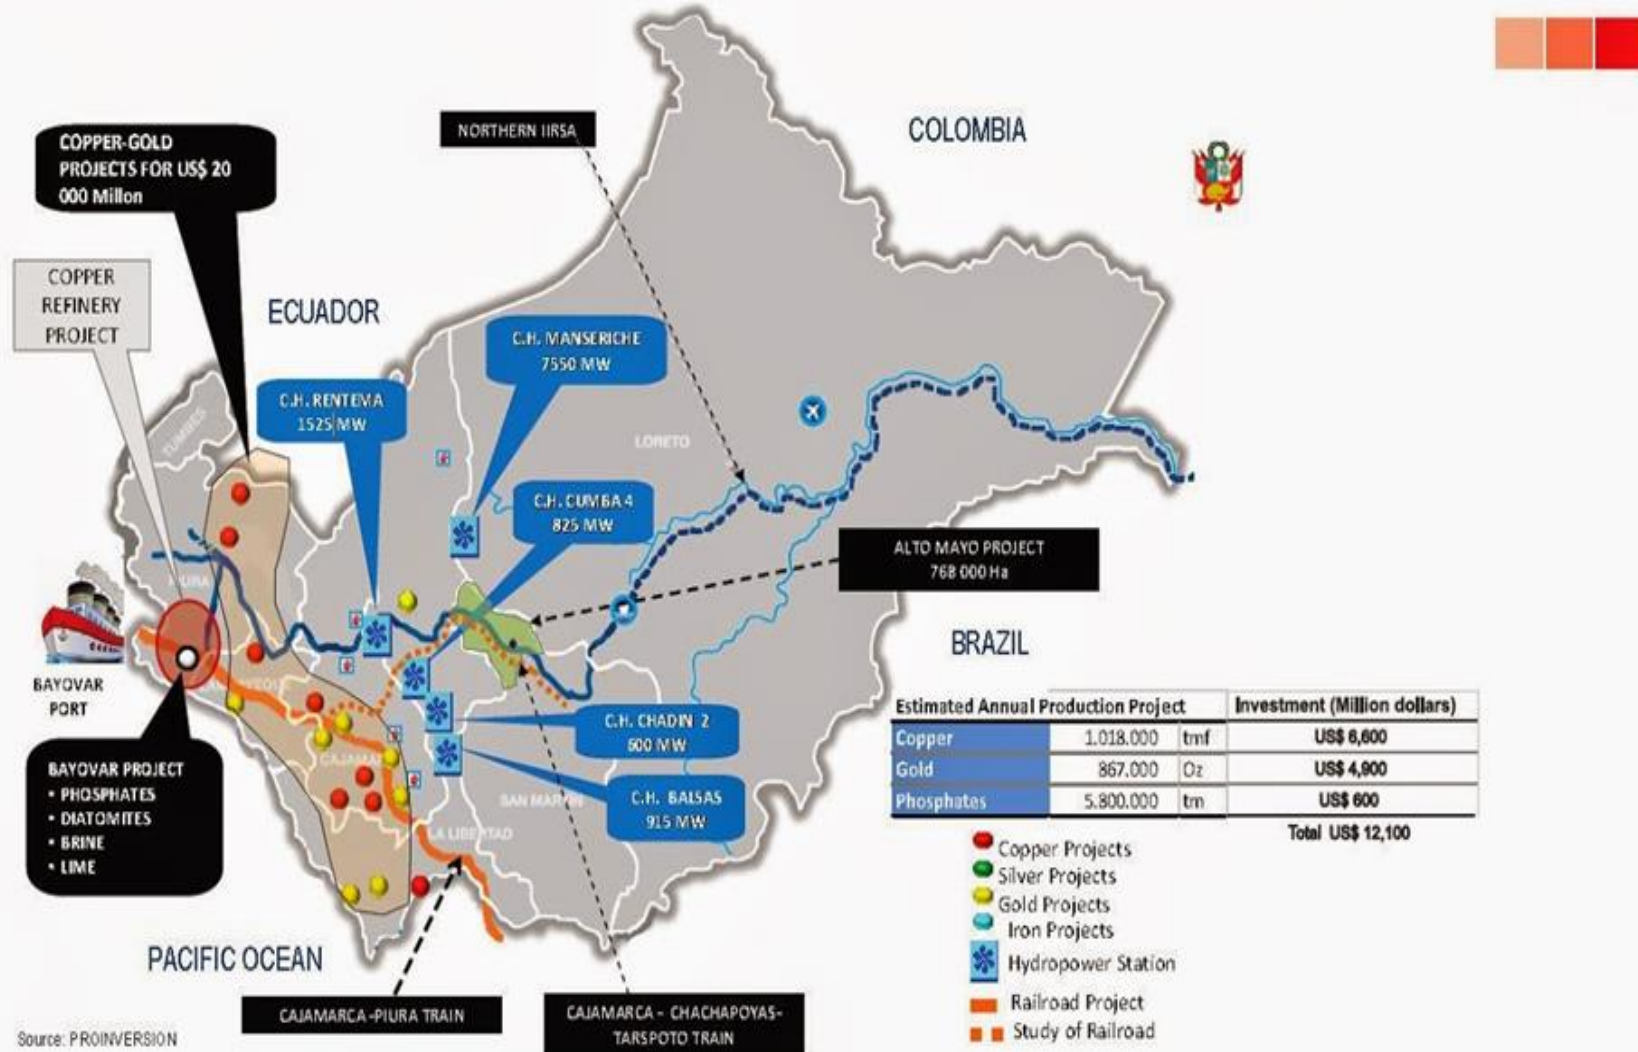 COPPER-GOLD
PROJECTS FOR US$ 20
000 Millon
NORTHERN IIRSA
COLOMBIA
COPPER
REFINERY
PROJECT
ECUADOR
C.H. MANSERICHE
7550 MW
C.H. RENTEMA
1525 MW
TUMBES
LORETO
C.H. CUMBA 4
825 MW
ALTO MAYO PROJECT
768 000 Ha
PIURA
BRAZIL
BAYOVAR
PORT
C.H. CHADIN 2
600 MW
BAYOVAR PROJECT
• PHOSPHATES
• DIATOMITES
• BRINE
• LIME
SAN MARTIN
C.H. BALSAS
915 MW
LA LIBERTAD
Estimated Annual Production Project Investment (Million dollars)
Copper 1.018.000 tmf US$ 6,600
Gold 867.000 Oz US$ 4,900
Phosphates 5.800.000 tm US$ 600
Total US$ 12,100
Copper Projects
Silver Projects
Gold Projects
Iron Projects
Hydropower Station
Railroad Project
Study of Railroad
PACIFIC OCEAN
CAJAMARCA -PIURA TRAIN
CAJAMARCA - CHACHAPOYAS-
TARSPOTO TRAIN
Source: PROINVERSION